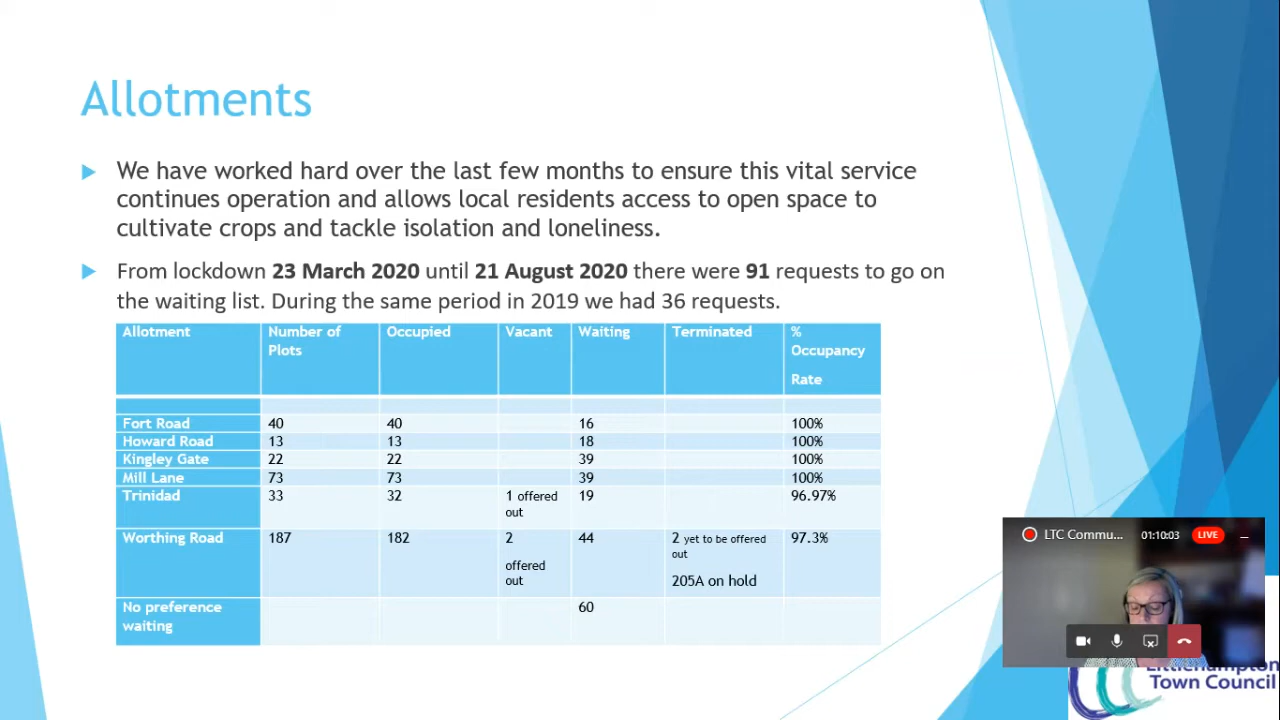 Allotments
We have worked hard over the last few months to ensure this vital service
continues operation and allows local residents access to open space to
cultivate crops and tackle isolation and loneliness.
From lockdown 23 March 2020 until 21 August 2020 there were 91 requests to go on
the waiting list. During the same period in 2019 we had 36 requests.
Allotment Number of Plots Occupied Vacant Waiting Terminated % Occupancy Rate
Fort Road 40 40 16 100%
Howard Road 13 13 18 100%
Kingley Gate 22 22 39 100%
Mill Lane 73 73 39 100%
Trinidad 33 32 1 offered out 19 96.97%
Worthing Road 187 182 2 offered out 44 2 yet to be offered out 205A on hold 97.3%
No preference waiting 60
LTC Commu... 01:10:03 LIVE
Littlehampton
Town Council